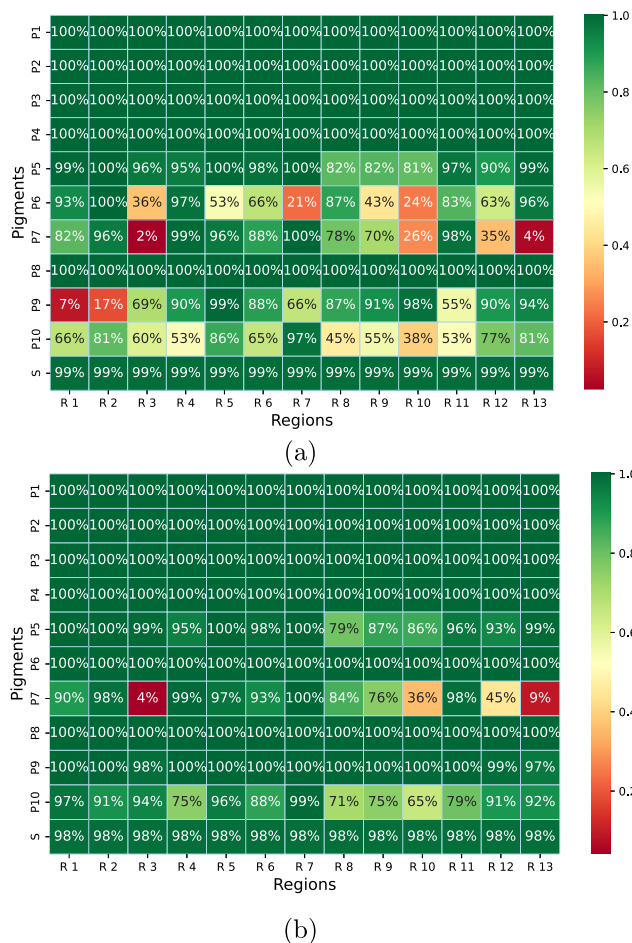 P1 100% 100% 100% 100% 100% 100% 100% 100% 100% 100% 100% 100% 100% 1.0
P2 100% 100% 100% 100% 100% 100% 100% 100% 100% 100% 100% 100% 100%
P3 100% 100% 100% 100% 100% 100% 100% 100% 100% 100% 100% 100% 100% 0.8
P4 100% 100% 100% 100% 100% 100% 100% 100% 100% 100% 100% 100% 100%
P5 99% 100% 96% 95% 100% 98% 100% 82% 82% 81% 97% 90% 99% 0.6
Pigments
P6 93% 100% 36% 97% 53% 66% 21% 87% 43% 24% 83% 63% 96%
P7 82% 96% 2% 99% 96% 88% 100% 78% 70% 26% 98% 35% 4% 0.4
P8 100% 100% 100% 100% 100% 100% 100% 100% 100% 100% 100% 100% 100%
P9 7% 17% 69% 90% 99% 88% 66% 87% 91% 98% 55% 90% 94% 0.2
P10 66% 81% 60% 53% 86% 65% 97% 45% 55% 38% 53% 77% 81%
S 99% 99% 99% 99% 99% 99% 99% 99% 99% 99% 99% 99% 99%
R 1 R 2 R 3 R 4 R 5 R 6 R 7 R 8 R 9 R 10 R 11 R 12 R 13
Regions
(a)
P1 100% 100% 100% 100% 100% 100% 100% 100% 100% 100% 100% 100% 100% 1.0
P2 100% 100% 100% 100% 100% 100% 100% 100% 100% 100% 100% 100% 100%
P3 100% 100% 100% 100% 100% 100% 100% 100% 100% 100% 100% 100% 100% 0.8
P4 100% 100% 100% 100% 100% 100% 100% 100% 100% 100% 100% 100% 100%
P5 100% 100% 99% 95% 100% 98% 100% 79% 87% 86% 96% 93% 99% 0.6
Pigments
P6 100% 100% 100% 100% 100% 100% 100% 100% 100% 100% 100% 100% 100%
P7 90% 98% 4% 99% 97% 93% 100% 84% 76% 36% 98% 45% 9% 0.4
P8 100% 100% 100% 100% 100% 100% 100% 100% 100% 100% 100% 100% 100%
P9 100% 100% 98% 100% 100% 100% 100% 100% 100% 100% 100% 99% 97% 0.2
P10 97% 91% 94% 75% 96% 88% 99% 71% 75% 65% 79% 91% 92%
S 98% 98% 98% 98% 98% 98% 98% 98% 98% 98% 98% 98% 98%
R 1 R 2 R 3 R 4 R 5 R 6 R 7 R 8 R 9 R 10 R 11 R 12 R 13
Regions
(b)